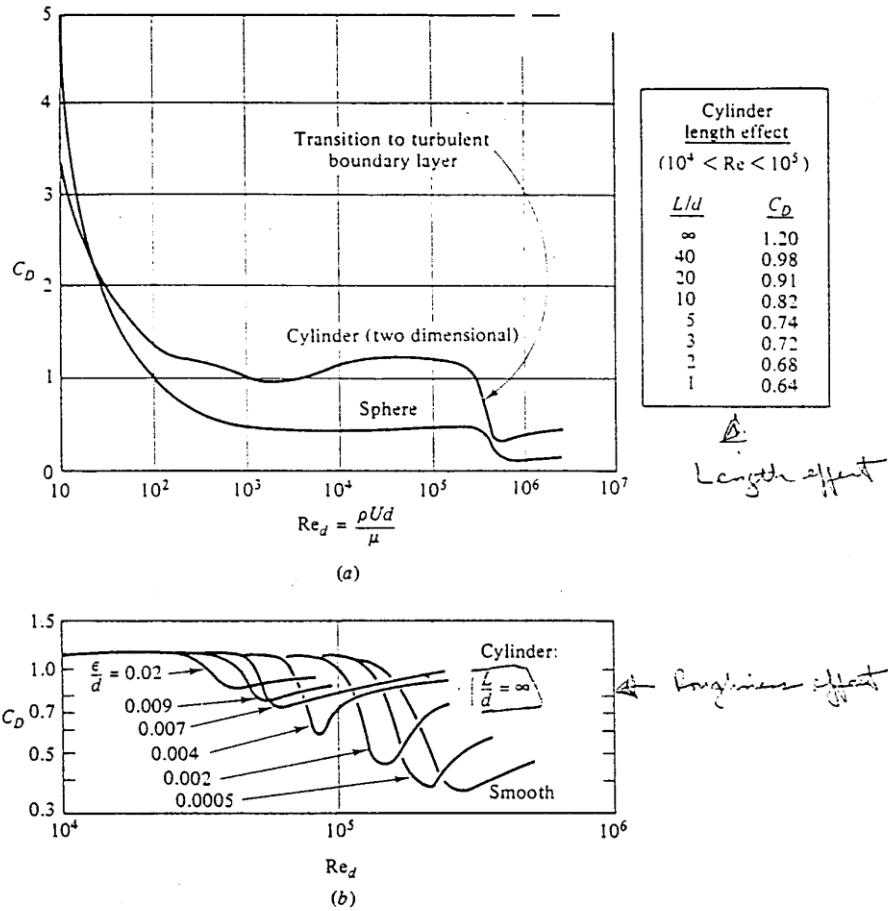 5
4
3
C_D
2
1
0
Transition to turbulent
boundary layer
Cylinder (two dimensional)
Sphere
10 10² 10³ 10⁴ 10⁵ 10⁶ 10⁷
Re_d = ρUd/μ
(a)
Cylinder
length effect
(10⁴ < Re < 10⁵)
L/d C_D
∞ 1.20
40 0.98
20 0.91
10 0.82
5 0.74
3 0.72
2 0.68
1 0.64
Length effect
1.5
1.0
0.7
C_D
0.5
0.3
ε/d = 0.02
0.009
0.007
0.004
0.002
0.0005
Cylinder:
L/d = ∞
Smooth
Roughness effect
10⁴ 10⁵ 10⁶
Re_d
(b)